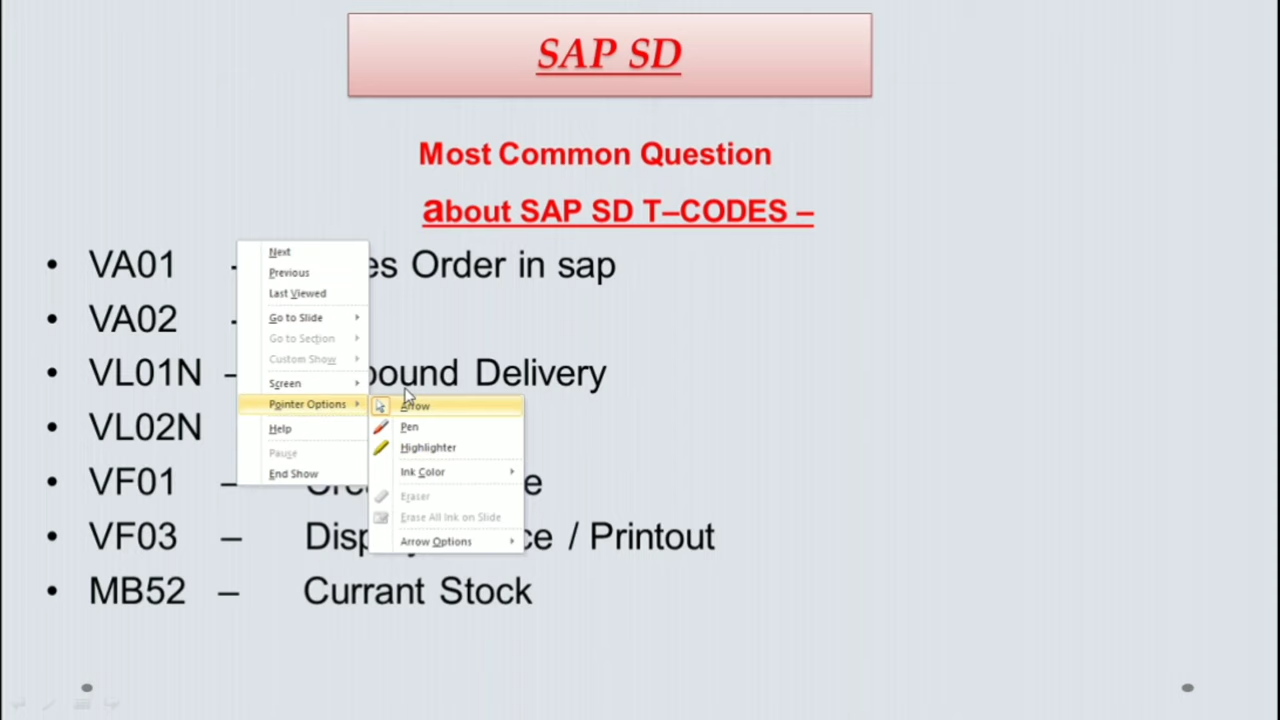 SAP SD
Most Common Question
about SAP SD T–CODES –
• VA01 - es Order in sap
• VA02 -
• VL01N – bound Delivery
• VL02N
• VF01 – e
• VF03 – Disp ce / Printout
• MB52 – Currant Stock
Next
Previous
Last Viewed
Go to Slide
Go to Section
Custom Show
Screen
Pointer Options
Help
Pause
End Show
Arrow
Pen
Highlighter
Ink Color
Eraser
Erase All Ink on Slide
Arrow Options